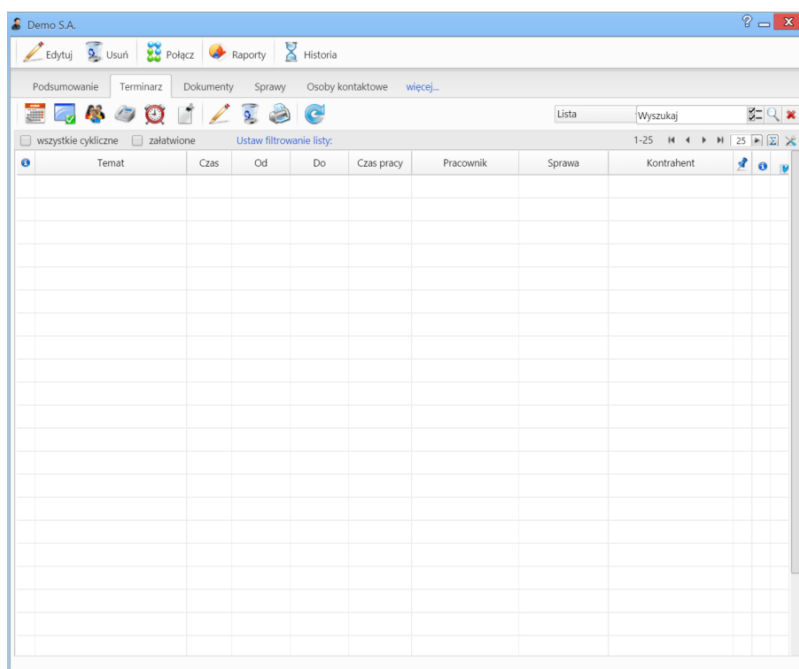 Demo S.A.
Edytuj Usuń Połącz Raporty Historia
Podsumowanie Terminarz Dokumenty Sprawy Osoby kontaktowe więcej...
Lista Wyszukaj
wszystkie cykliczne załatwione Ustaw filtrowanie listy: 1-25 25
Temat Czas Od Do Czas pracy Pracownik Sprawa Kontrahent